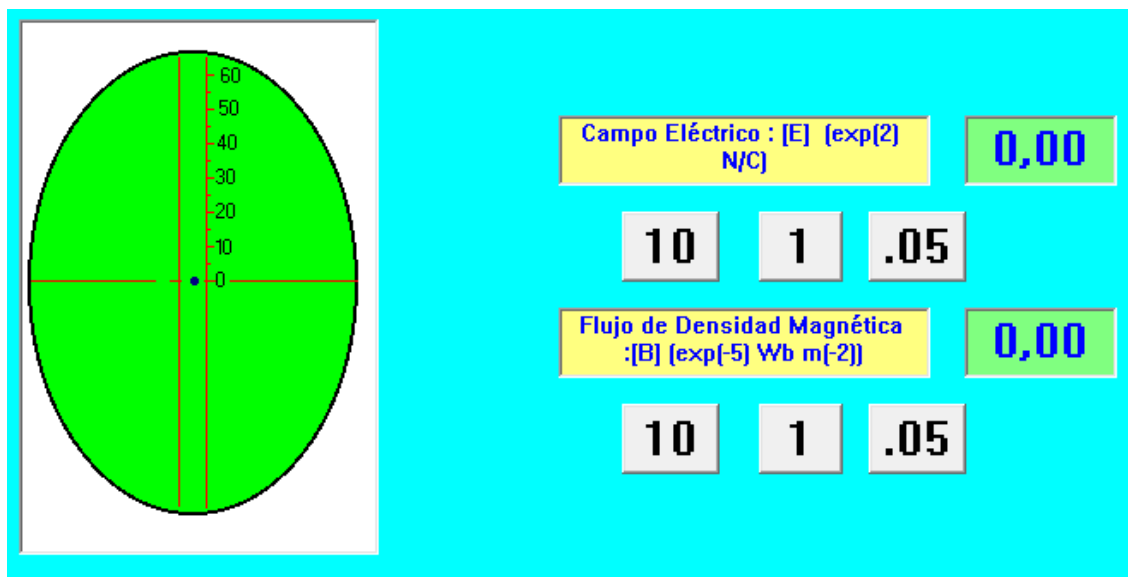 60
50
40
30
20
10
0
Campo Eléctrico : [E] (exp(2)
N/C)
0,00
10 1 .05
Flujo de Densidad Magnética
:[B] (exp(-5) Wb m(-2))
0,00
10 1 .05